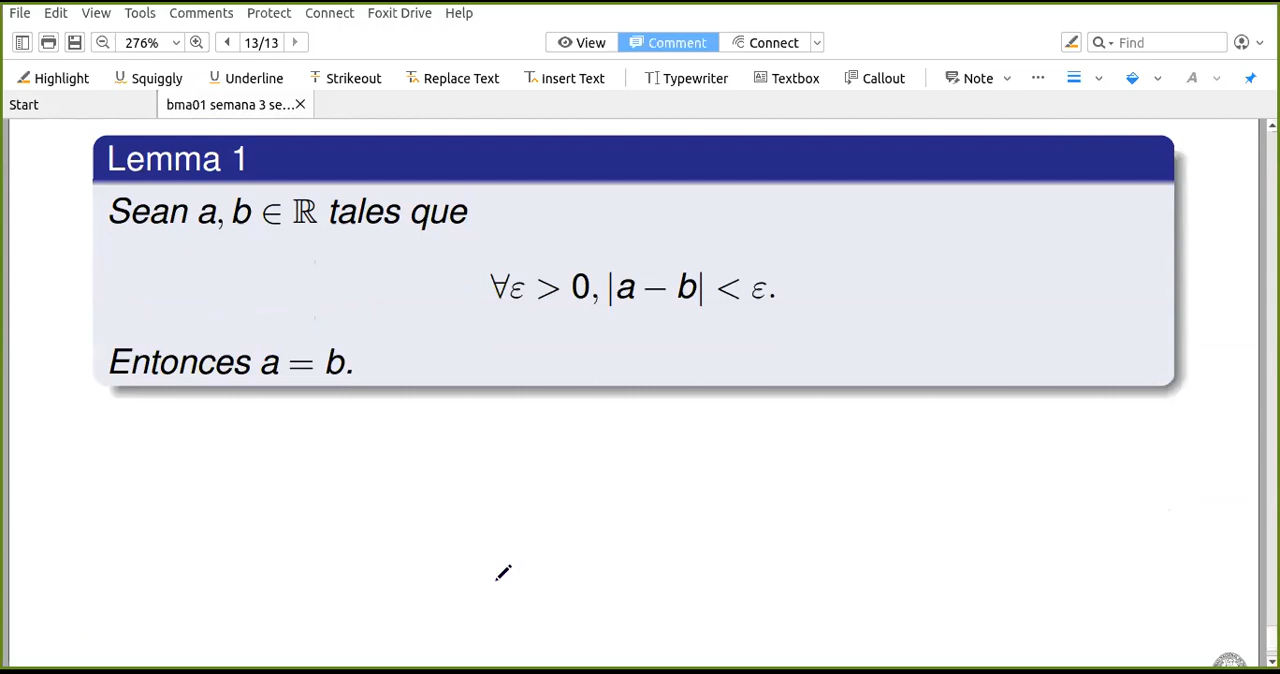 File Edit View Tools Comments Protect Connect Foxit Drive Help
276% 13/13 View Comment Connect Find
Highlight Squiggly Underline Strikeout Replace Text Insert Text Typewriter Textbox Callout Note ... A
Start bma01 semana 3 se...
Lemma 1
Sean a, b ∈ ℝ tales que
∀ε > 0, |a − b| < ε.
Entonces a = b.